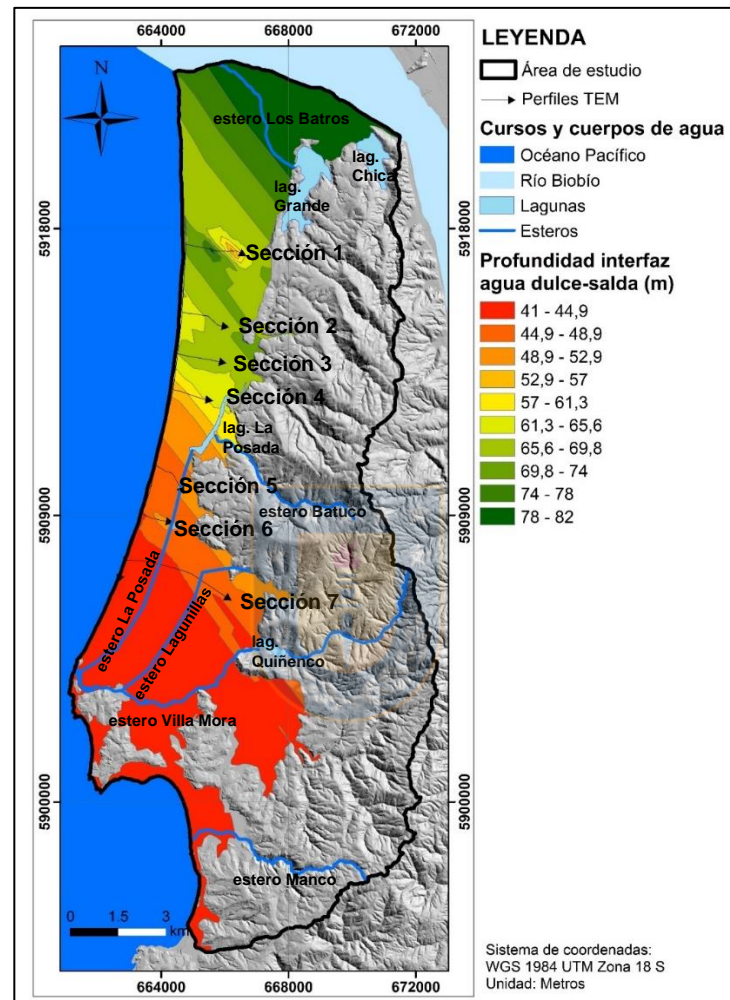 664000 668000 672000
N
5918000
5909000
5900000
5918000
5909000
5900000
estero Los Batros
lag.
Chica
lag.
Grande
Sección 1
Sección 2
Sección 3
Sección 4
lag. La
Posada
Sección 5
estero Batuco
Sección 6
Sección 7
estero La Posada
estero Lagunillas
lag.
Quiñenco
estero Villa Mora
estero Manco
0 1.5 3
km
664000 668000 672000
LEYENDA
Área de estudio
Perfiles TEM
Cursos y cuerpos de agua
Océano Pacífico
Río Biobío
Lagunas
Esteros
Profundidad interfaz
agua dulce-salda (m)
41 - 44,9
44,9 - 48,9
48,9 - 52,9
52,9 - 57
57 - 61,3
61,3 - 65,6
65,6 - 69,8
69,8 - 74
74 - 78
78 - 82
Sistema de coordenadas:
WGS 1984 UTM Zona 18 S
Unidad: Metros